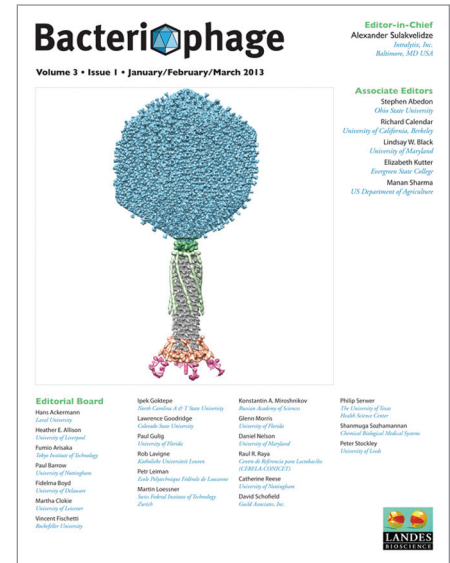 Bacteriophage
Volume 3 • Issue 1 • January/February/March 2013
Editor-in-Chief
Alexander Sulakvelidze
Intralytix, Inc.
Baltimore, MD USA
Associate Editors
Stephen Abedon
Ohio State University
Richard Calendar
University of California, Berkeley
Lindsay W. Black
University of Maryland
Elizabeth Kutter
Evergreen State College
Manan Sharma
US Department of Agriculture
Editorial Board
Hans Ackermann
Laval University
Heather E. Allison
University of Liverpool
Fumio Arisaka
Tokyo Institute of Technology
Paul Barrow
University of Nottingham
Fidelma Boyd
University of Delaware
Martha Clokie
University of Leicester
Vincent Fischetti
Rockefeller University
Ipek Goktepe
North Carolina A & T State University
Lawrence Goodridge
Colorado State University
Paul Gulig
University of Florida
Rob Lavigne
Katholieke Universiteit Leuven
Petr Leiman
Ecole Polytechnique Fédérale de Lausanne
Martin Loessner
Swiss Federal Institute of Technology
Zurich
Konstantin A. Miroshnikov
Russian Academy of Sciences
Glenn Morris
University of Florida
Daniel Nelson
University of Maryland
Raul R. Raya
Centro de Referencia para Lactobacilos
(CERELA-CONICET)
Catherine Reese
University of Nottingham
David Schofield
Guild Associates, Inc.
Philip Serwer
The University of Texas
Health Science Center
Shanmuga Sozhamannan
Chemical Biological Medical Systems
Peter Stockley
University of Leeds
LANDES
BIOSCIENCE